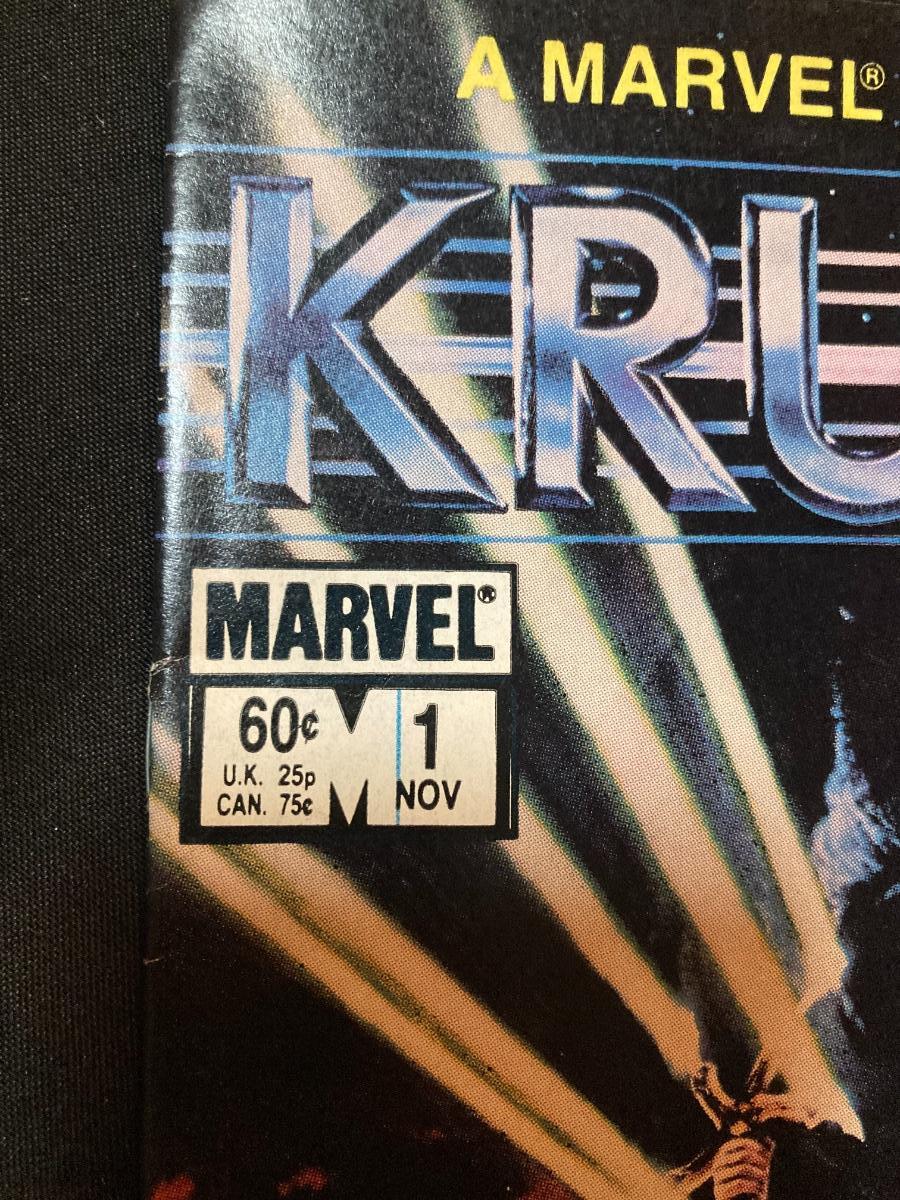 A MARVEL®
KRU
MARVEL®
60¢ 1
U.K. 25p
CAN. 75¢ NOV